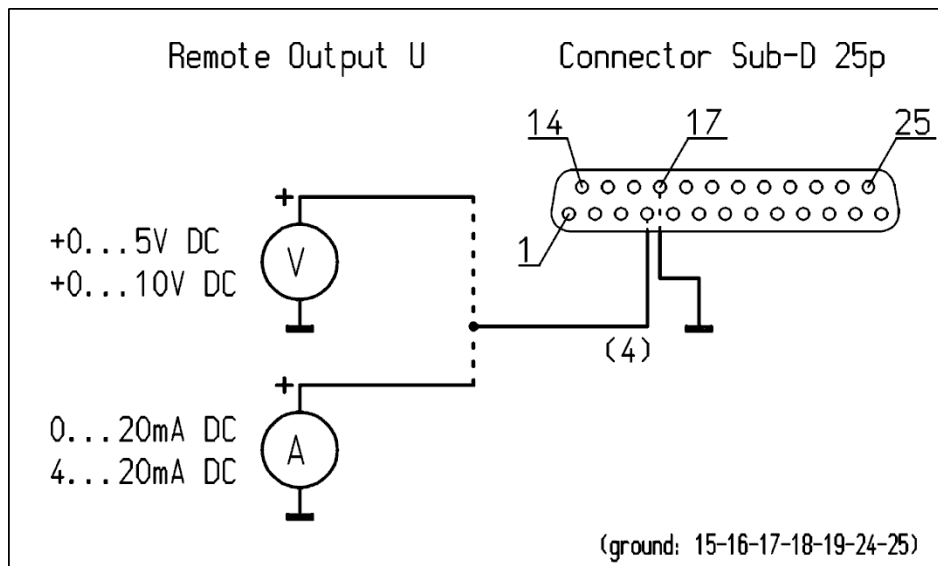 Remote Output U
Connector Sub-D 25p
14
17
25
1
+
V
+0...5V DC
+0...10V DC
(4)
+
A
0...20mA DC
4...20mA DC
(ground: 15-16-17-18-19-24-25)